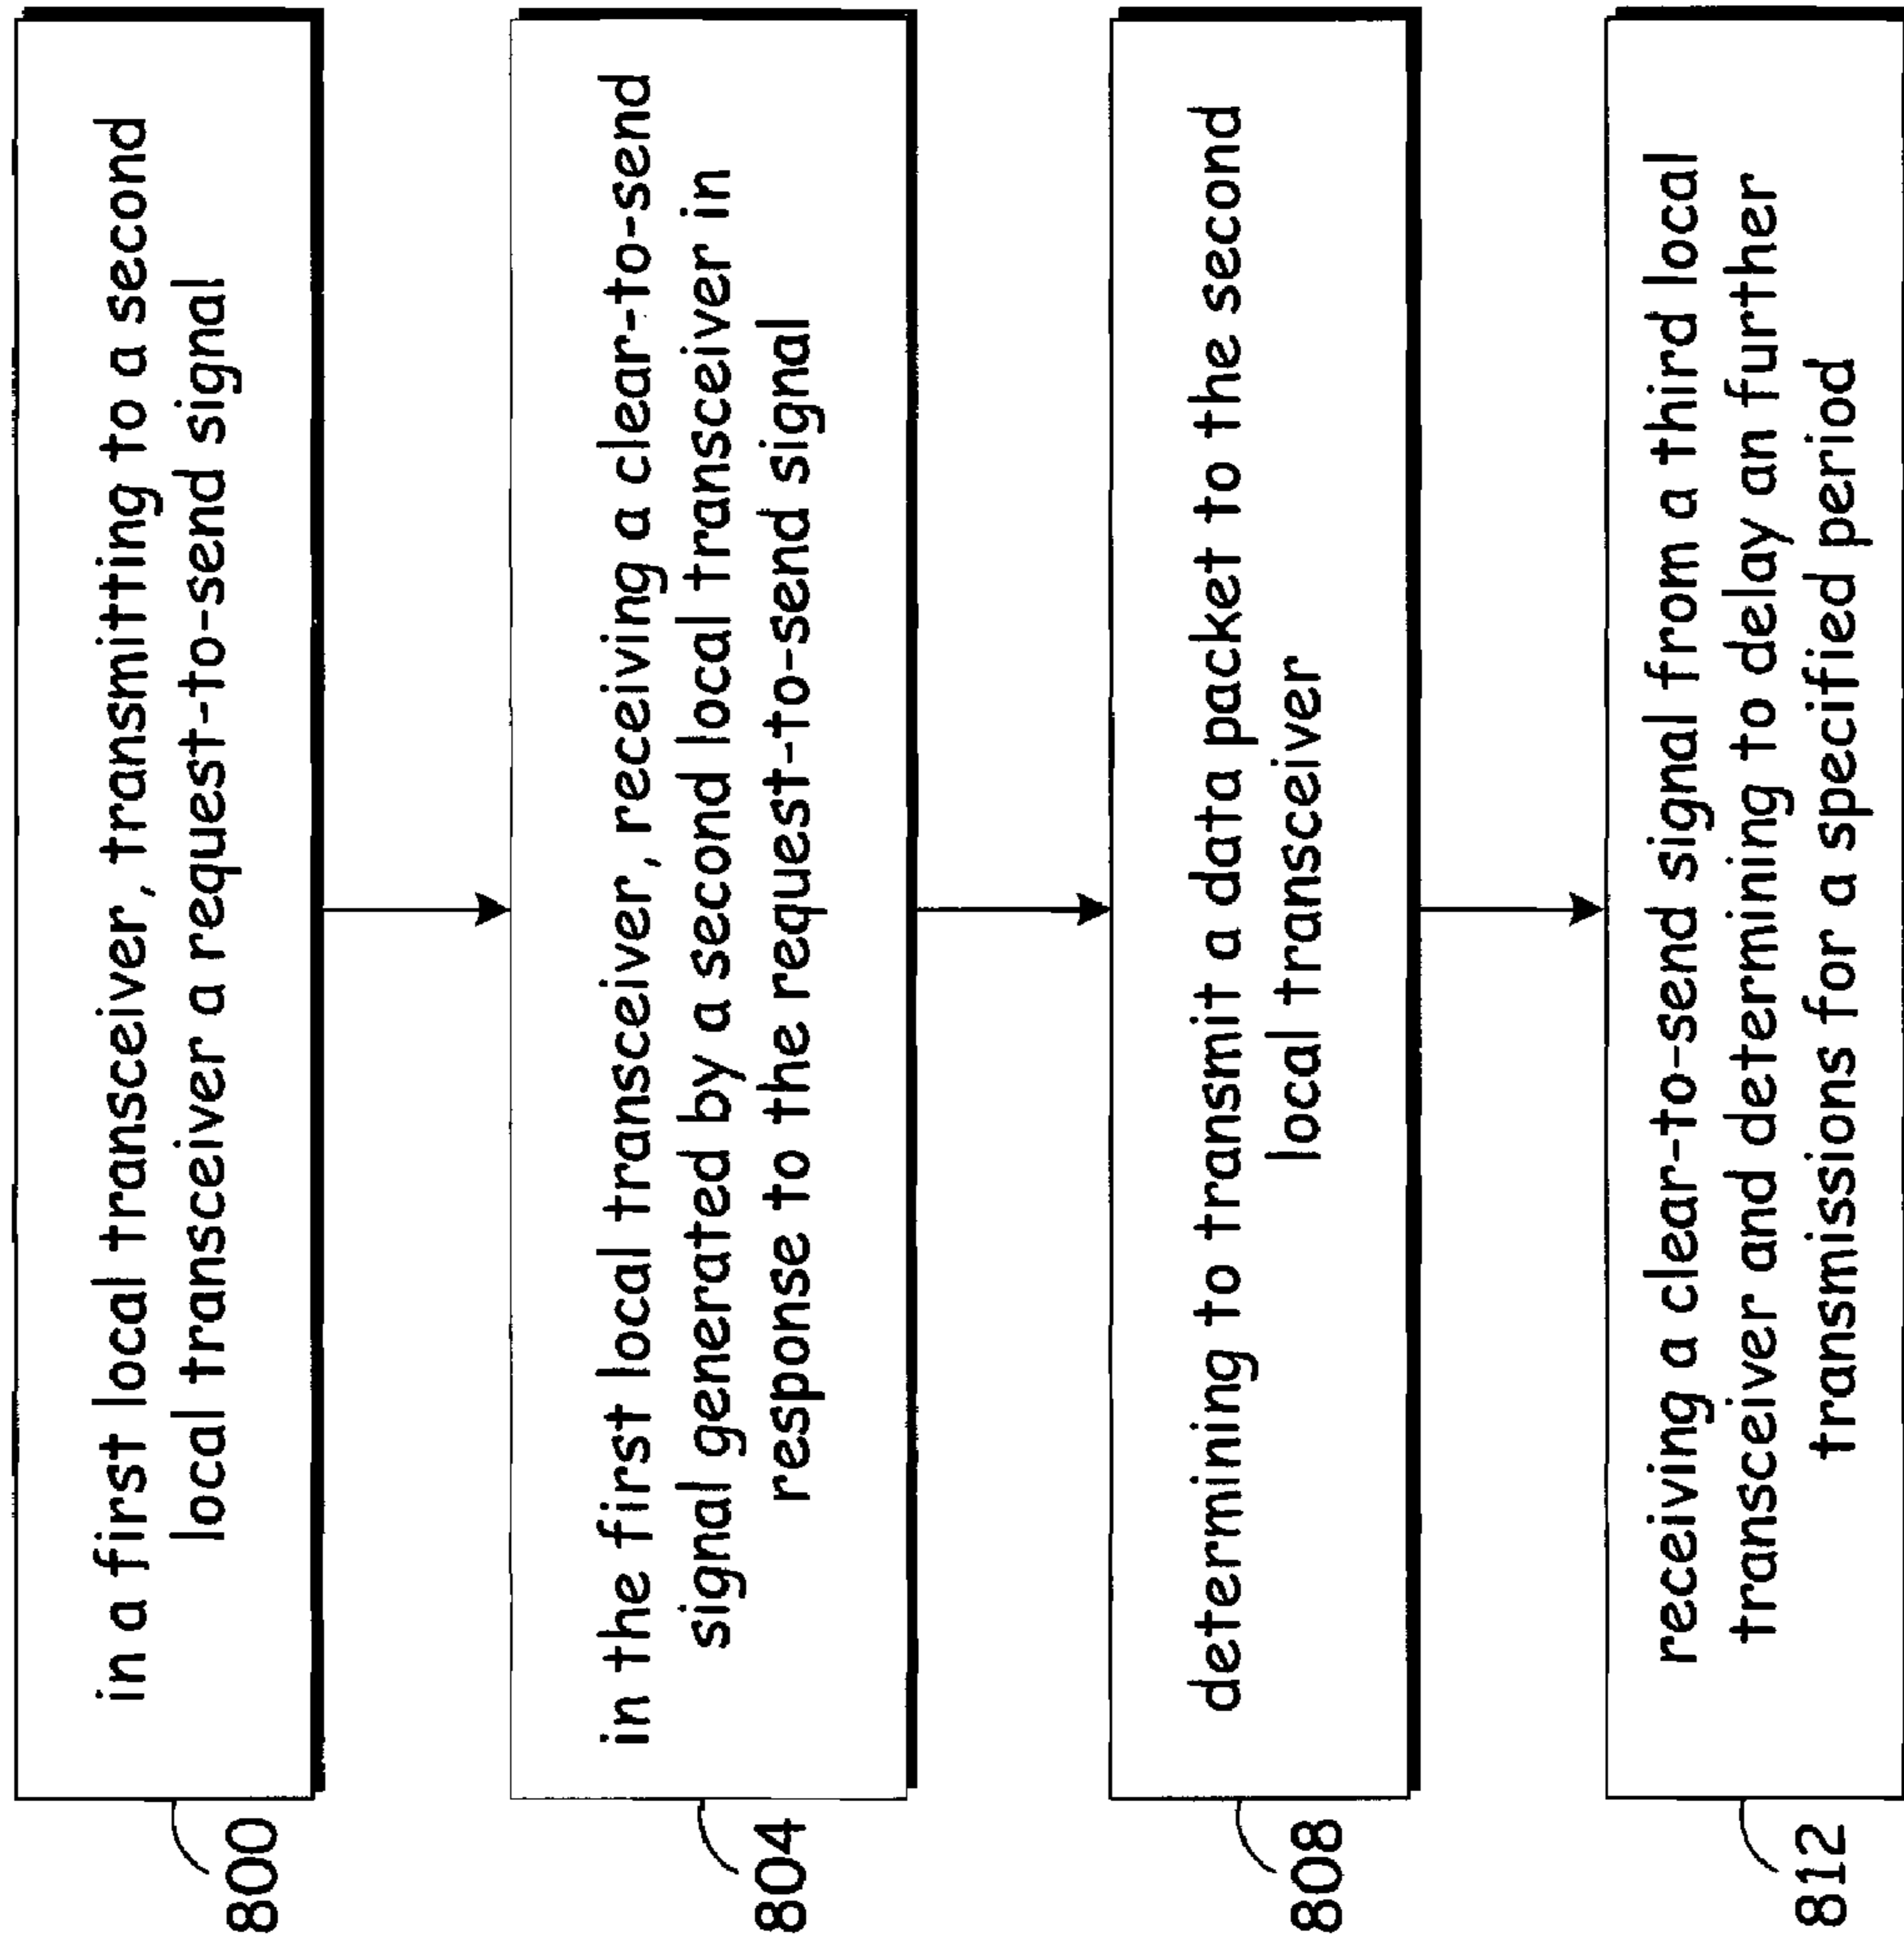 800
in a first local transceiver, transmitting to a second
local transceiver a request-to-send signal
804
in the first local transceiver, receiving a clear-to-send
signal generated by a second local transceiver in
response to the request-to-send signal
808
determining to transmit a data packet to the second
local transceiver
812
receiving a clear-to-send signal from a third local
transceiver and determining to delay an further
transmissions for a specified period